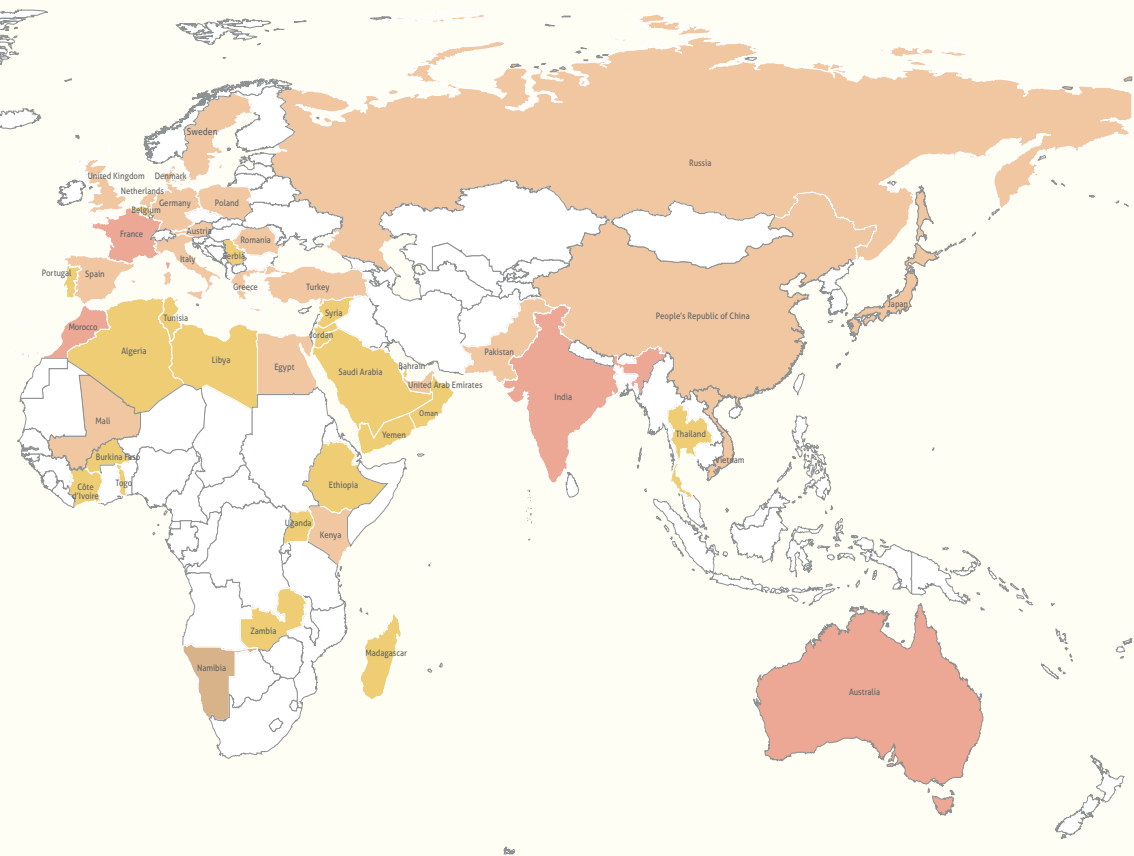 Sweden
Russia
United Kingdom
Denmark
Netherlands
Germany
Poland
Belgium
France
Austria
Romania
Serbia
Italy
Portugal
Spain
Greece
Turkey
Morocco
Tunisia
Syria
Jordan
Algeria
Libya
Egypt
Saudi Arabia
Bahrain
United Arab Emirates
Oman
Yemen
Pakistan
India
People's Republic of China
Japan
Mali
Burkina Faso
Côte
d'Ivoire
Togo
Thailand
Vietnam
Ethiopia
Uganda
Kenya
Zambia
Namibia
Madagascar
Australia